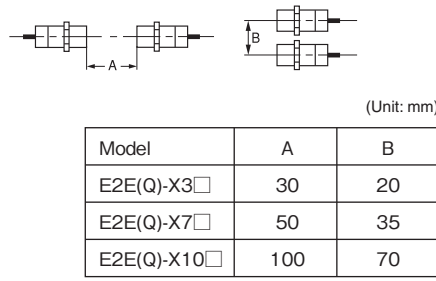 A
B
(Unit: mm)
Model A B
E2E(Q)-X3□ 30 20
E2E(Q)-X7□ 50 35
E2E(Q)-X10□ 100 70